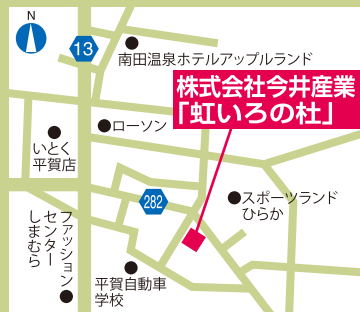 N
13
南田温泉ホテルアップルランド
株式会社今井産業
「虹いろの杜」
ローソン
いとく
平賀店
282
スポーツランド
ひらか
ファッション
センター
しまむら
平賀自動車
学校